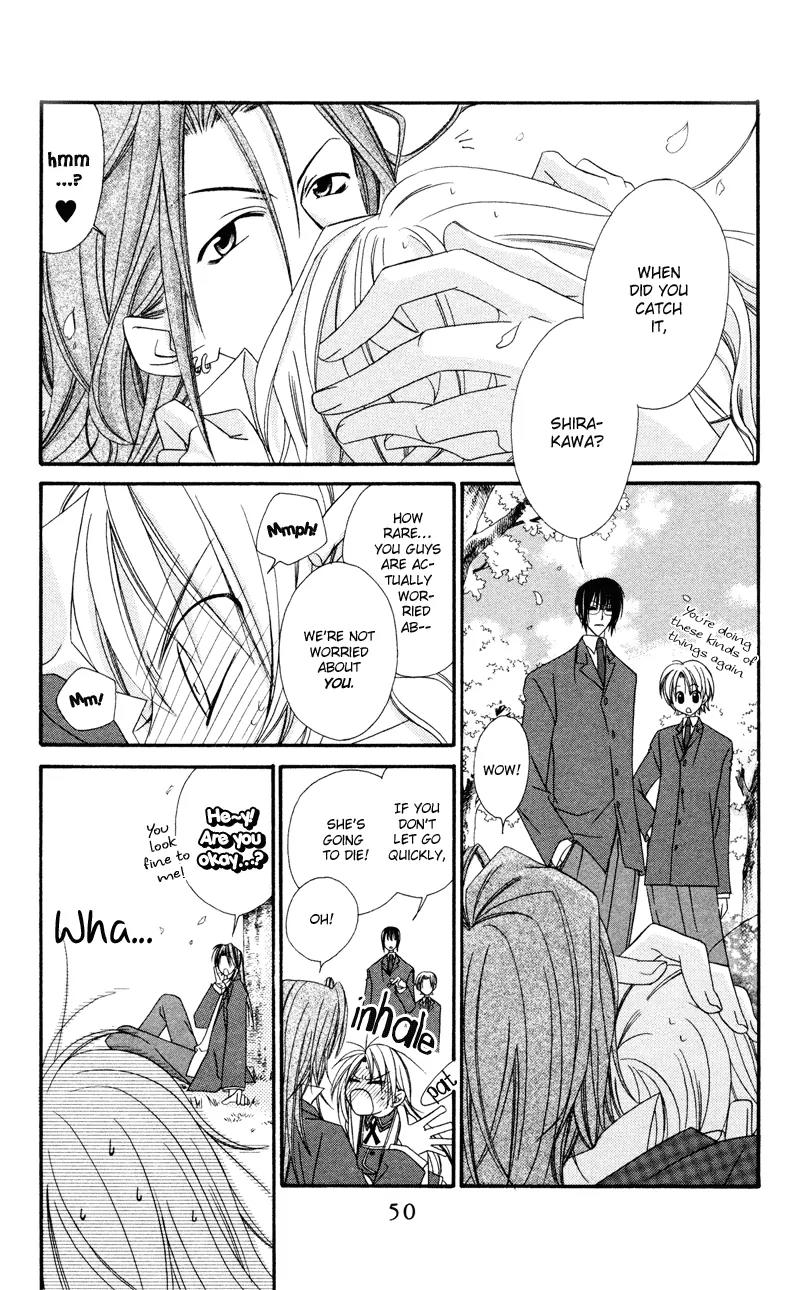 WHEN
DID YOU
CATCH
IT,
SHIRA-
KAWA?
hmm
...?
♥
You're doing
these kinds of
things again
WOW!
HOW
RARE...
YOU GUYS
ARE AC-
TUALLY
WOR-
RIED
AB--
Mmph!
WE'RE NOT
WORRIED
ABOUT
YOU.
Mm!
IF YOU
DON'T
LET GO
QUICKLY,
SHE'S
GOING
TO DIE!
OH!
inhale
pat
He~y!
Are you
okay...?
You
look
fine to
me!
Wha...
50